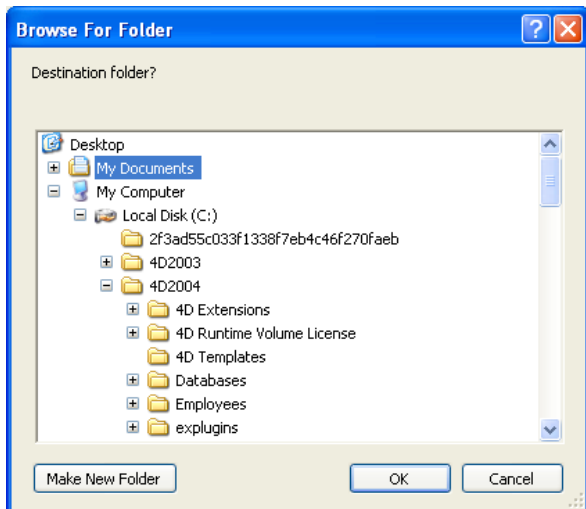 Browse For Folder
Destination folder?
Desktop
My Documents
My Computer
Local Disk (C:)
2f3ad55c033f1338f7eb4c46f270faeb
4D2003
4D2004
4D Extensions
4D Runtime Volume License
4D Templates
Databases
Employees
explugins
Make New Folder
OK
Cancel